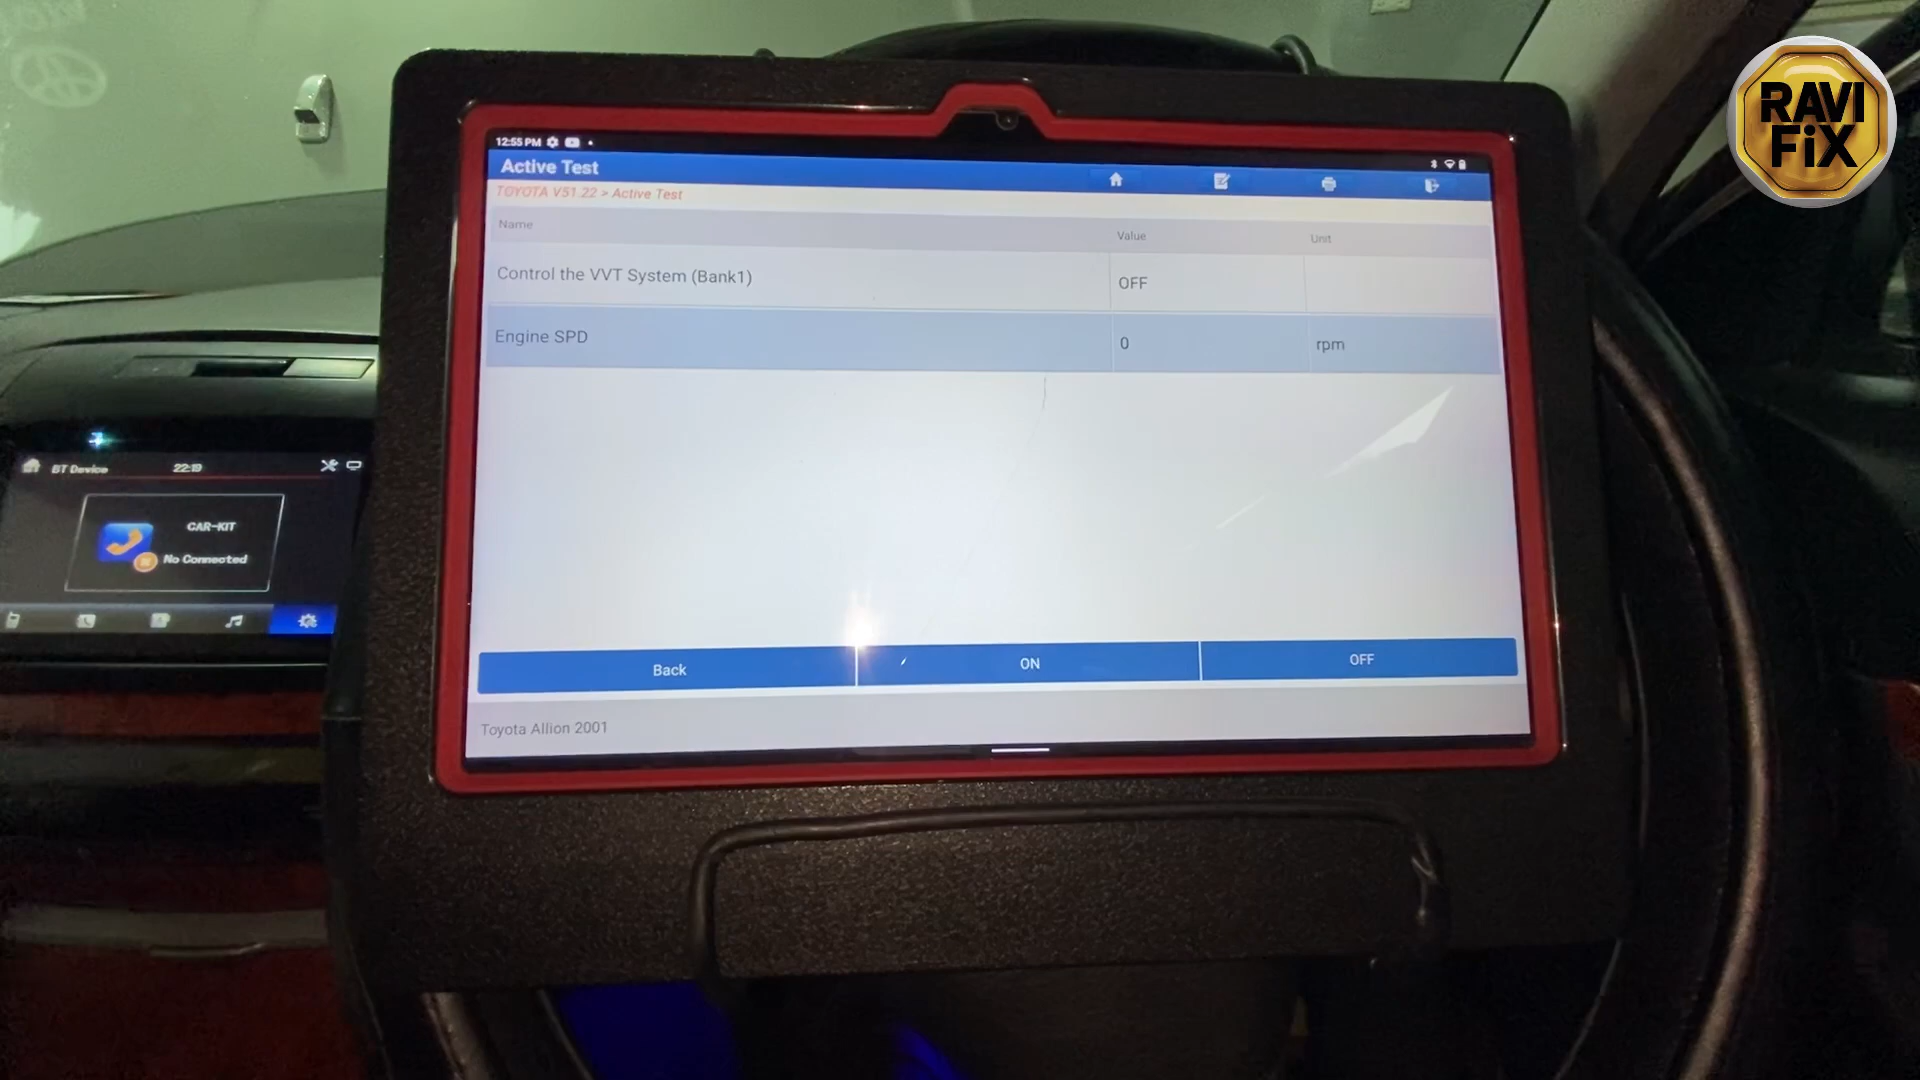 RAVI
FiX
12:55 PM
Active Test
TOYOTA V51.22 > Active Test
Name Value Unit
Control the VVT System (Bank1) OFF
Engine SPD 0 rpm
Back ON OFF
Toyota Allion 2001
BT Device 22:19
CAR-KIT
No Connected